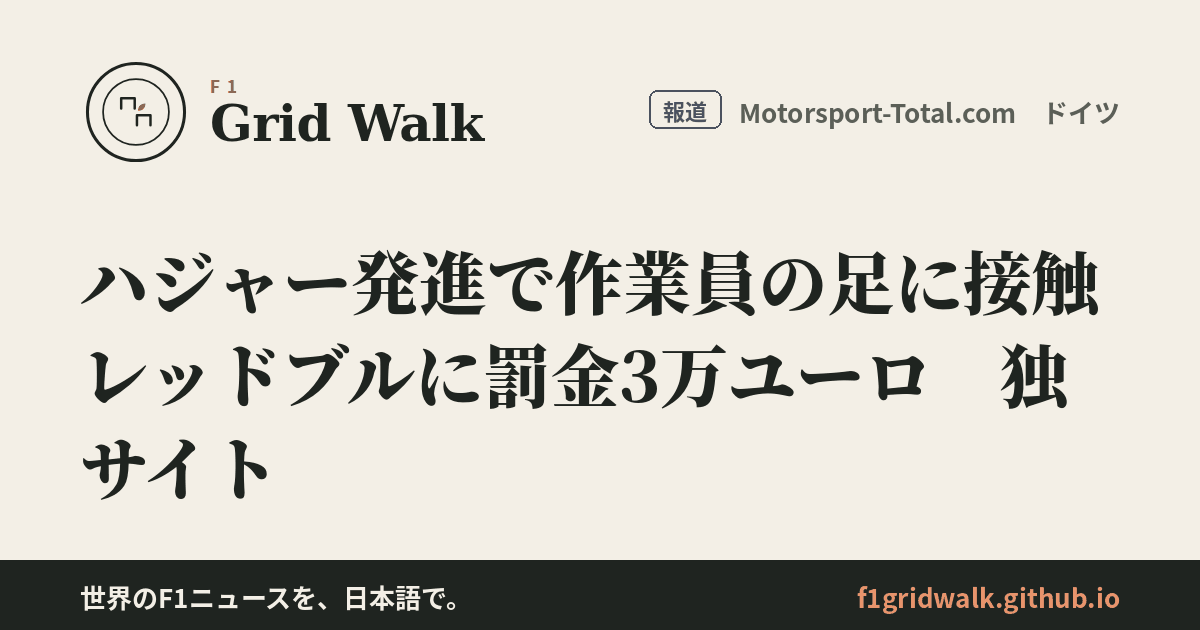 F1
Grid Walk
報道 Motorsport-Total.com ドイツ
ハジャー発進で作業員の足に接触
レッドブルに罰金3万ユーロ　独
サイト
世界のF1ニュースを、日本語で。
f1gridwalk.github.io